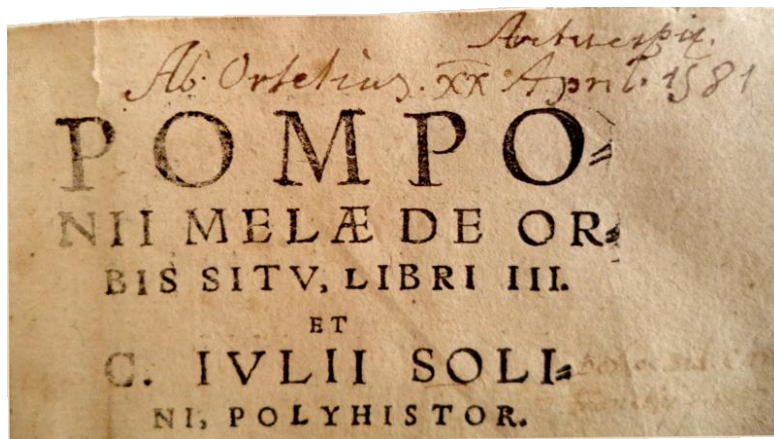 Antwerpiæ.
Ab. Ortelius. XX April. 1581
POMPO=
NII MELÆ DE OR=
BIS SITV, LIBRI III.
ET
C. IVLII SOLI=
NI, POLYHISTOR.